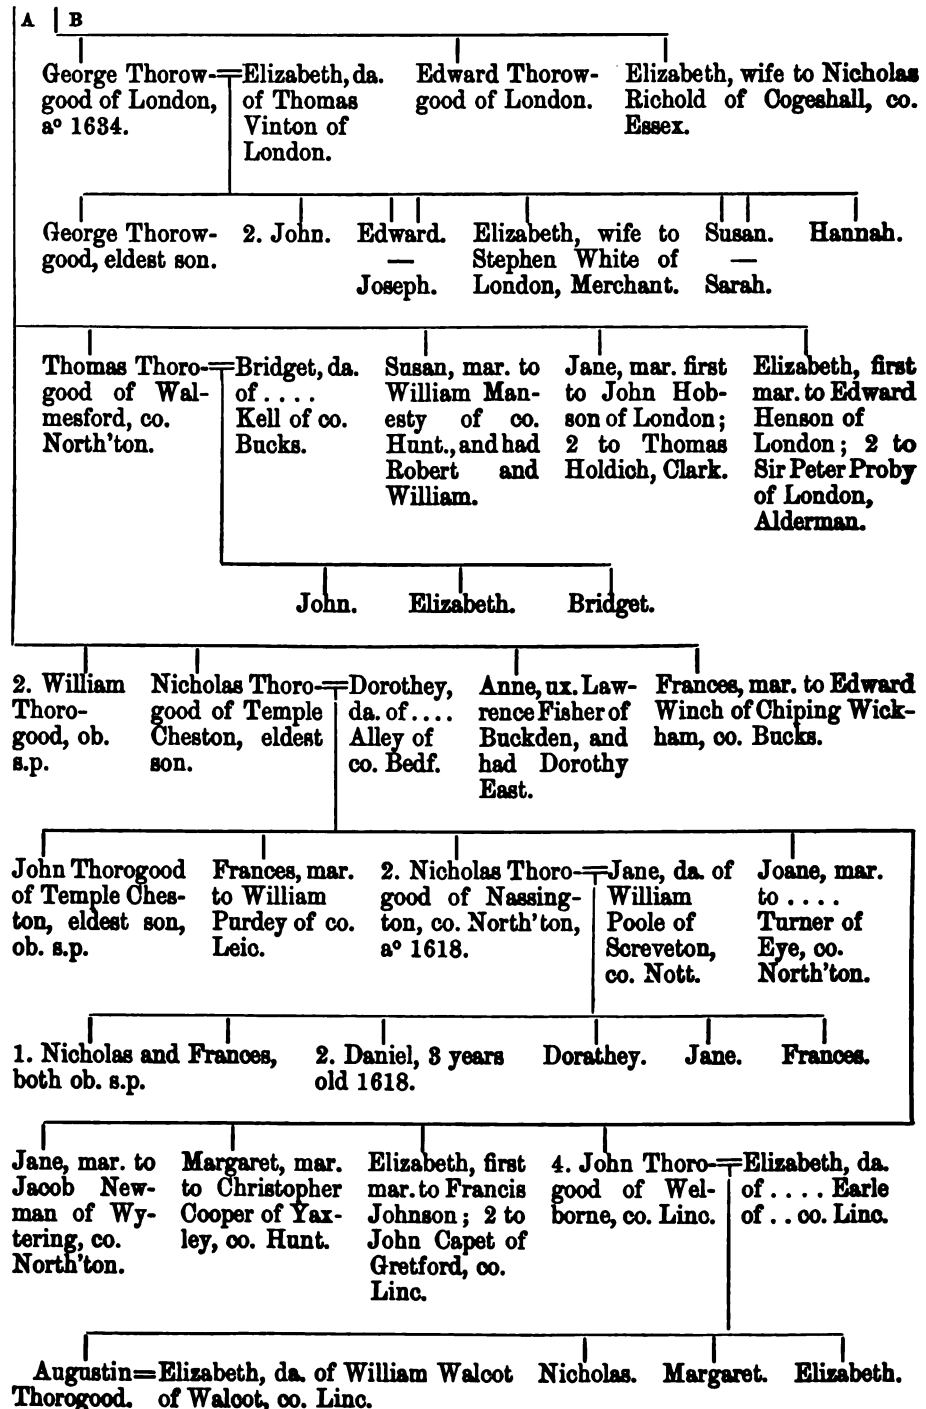 A B
George Thorow-
good of London,
aº 1634.
Elizabeth, da.
of Thomas
Vinton of
London.
Edward Thorow-
good of London.
Elizabeth, wife to Nicholas
Richold of Cogeshall, co.
Essex.
George Thorow-
good, eldest son.
2. John.
Edward.
—
Joseph.
Elizabeth, wife to
Stephen White of
London, Merchant.
Susan.
—
Sarah.
Hannah.
Thomas Thoro-
good of Wal-
mesford, co.
North'ton.
Bridget, da.
of ....
Kell of co.
Bucks.
Susan, mar. to
William Man-
esty of co.
Hunt., and had
Robert and
William.
Jane, mar. first
to John Hob-
son of London;
2 to Thomas
Holdich, Clark.
Elizabeth, first
mar. to Edward
Henson of
London; 2 to
Sir Peter Proby
of London,
Alderman.
John.
Elizabeth.
Bridget.
2. William
Thoro-
good, ob.
s.p.
Nicholas Thoro-
good of Temple
Cheston, eldest
son.
Dorothey,
da. of ....
Alley of
co. Bedf.
Anne, ux. Law-
rence Fisher of
Buckden, and
had Dorothy
East.
Frances, mar. to Edward
Winch of Chiping Wick-
ham, co. Bucks.
John Thorogood
of Temple Ches-
ton, eldest son,
ob. s.p.
Frances, mar.
to William
Purdey of co.
Leic.
2. Nicholas Thoro-
good of Nassing-
ton, co. North'ton,
aº 1618.
Jane, da. of
William
Poole of
Screveton,
co. Nott.
Joane, mar.
to ....
Turner of
Eye, co.
North'ton.
1. Nicholas and Frances,
both ob. s.p.
2. Daniel, 3 years
old 1618.
Dorathey.
Jane.
Frances.
Jane, mar. to
Jacob New-
man of Wy-
tering, co.
North'ton.
Margaret, mar.
to Christopher
Cooper of Yax-
ley, co. Hunt.
Elizabeth, first
mar. to Francis
Johnson; 2 to
John Capet of
Gretford, co.
Linc.
4. John Thoro-
good of Wel-
borne, co. Linc.
Elizabeth, da.
of .... Earle
of .. co. Linc.
Augustin=Elizabeth, da. of William Walcot
Thorogood. of Walcot, co. Linc.
Nicholas.
Margaret.
Elizabeth.